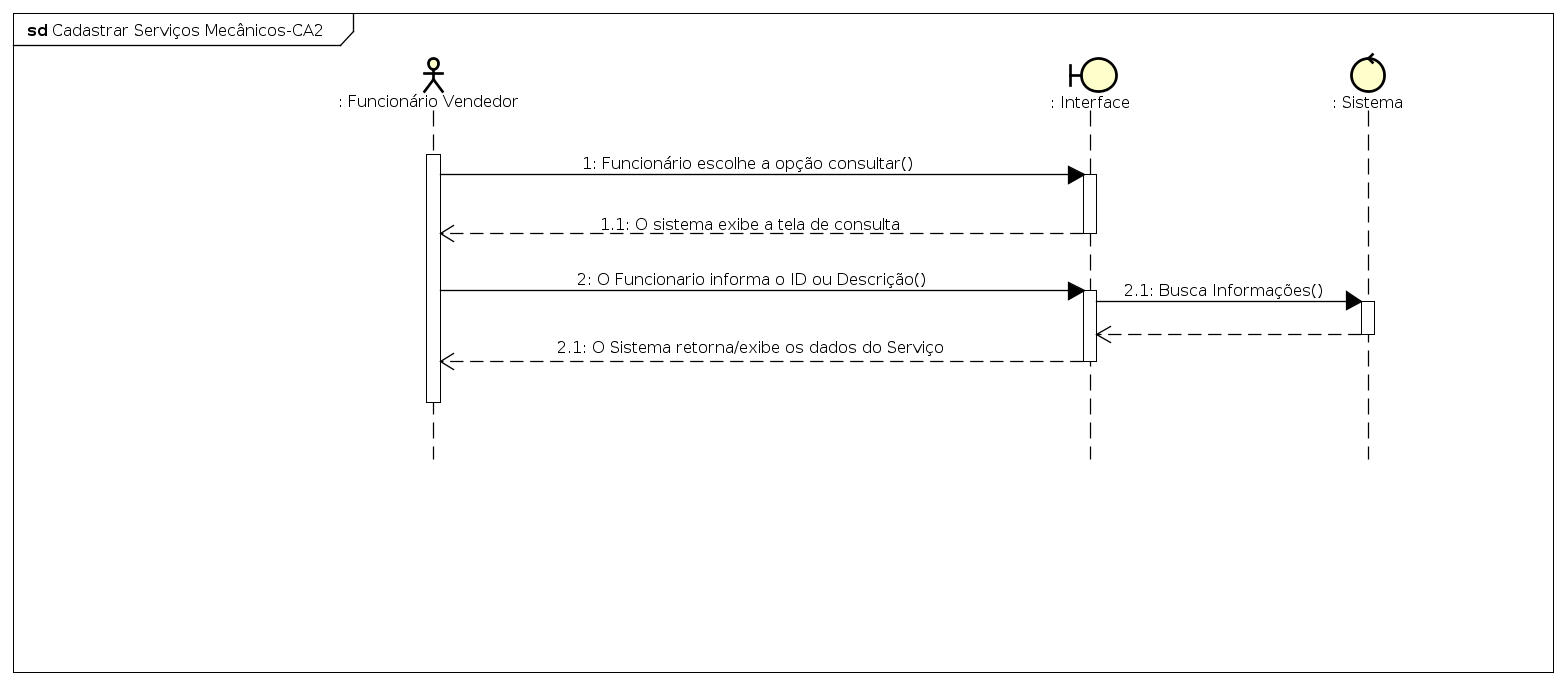 sd Cadastrar Serviços Mecânicos-CA2
: Funcionário Vendedor
: Interface
: Sistema
1: Funcionário escolhe a opção consultar()
1.1: O sistema exibe a tela de consulta
2: O Funcionario informa o ID ou Descrição()
2.1: Busca Informações()
2.1: O Sistema retorna/exibe os dados do Serviço